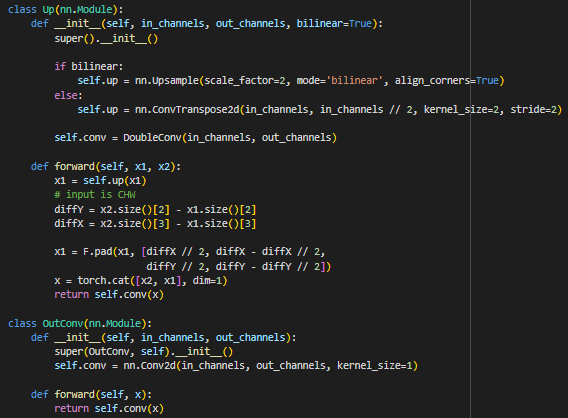 class Up(nn.Module):
    def __init__(self, in_channels, out_channels, bilinear=True):
        super().__init__()

        if bilinear:
            self.up = nn.Upsample(scale_factor=2, mode='bilinear', align_corners=True)
        else:
            self.up = nn.ConvTranspose2d(in_channels, in_channels // 2, kernel_size=2, stride=2)

        self.conv = DoubleConv(in_channels, out_channels)

    def forward(self, x1, x2):
        x1 = self.up(x1)
        # input is CHW
        diffY = x2.size()[2] - x1.size()[2]
        diffX = x2.size()[3] - x1.size()[3]

        x1 = F.pad(x1, [diffX // 2, diffX - diffX // 2,
                        diffY // 2, diffY - diffY // 2])
        x = torch.cat([x2, x1], dim=1)
        return self.conv(x)

class OutConv(nn.Module):
    def __init__(self, in_channels, out_channels):
        super(OutConv, self).__init__()
        self.conv = nn.Conv2d(in_channels, out_channels, kernel_size=1)

    def forward(self, x):
        return self.conv(x)